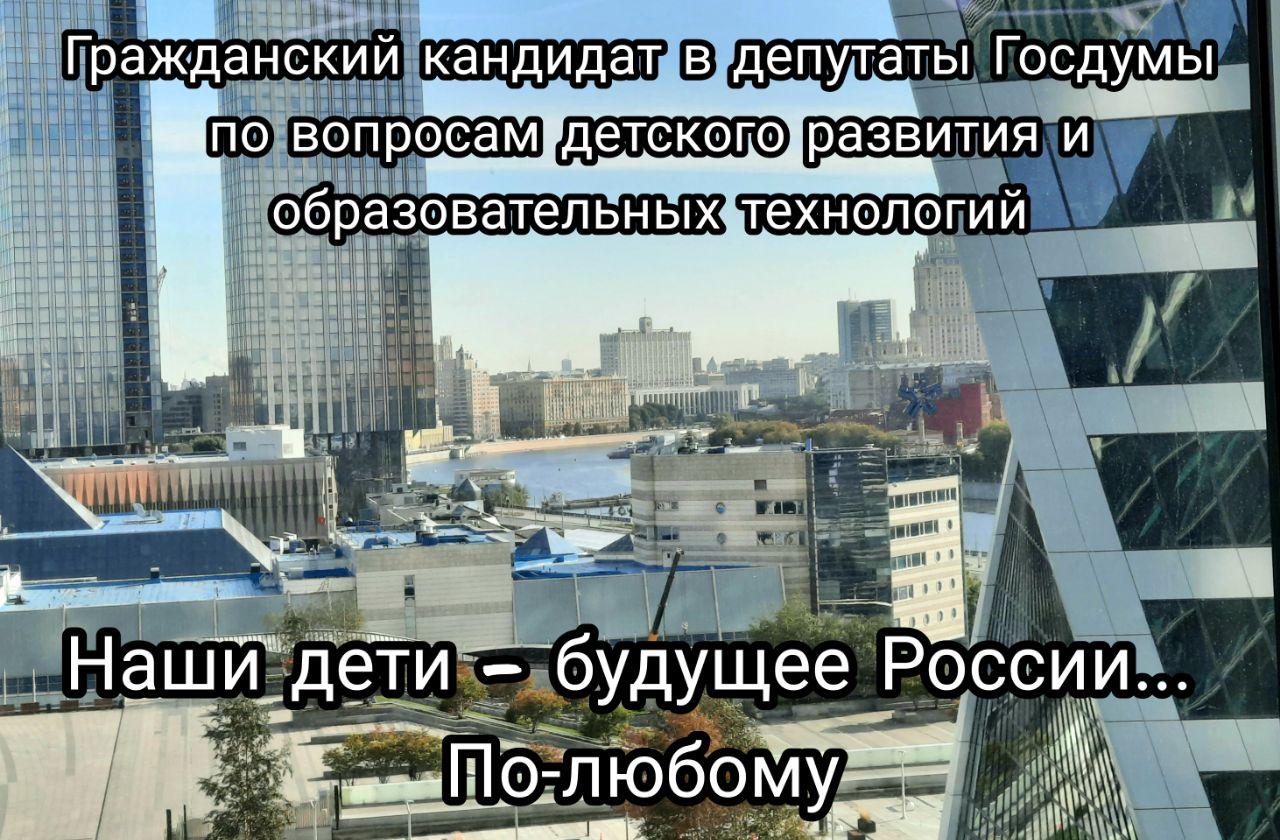 Гражданский кандидат в депутаты Госдумы
по вопросам детского развития и
образовательных технологий
Наши дети – будущее России...
По-любому